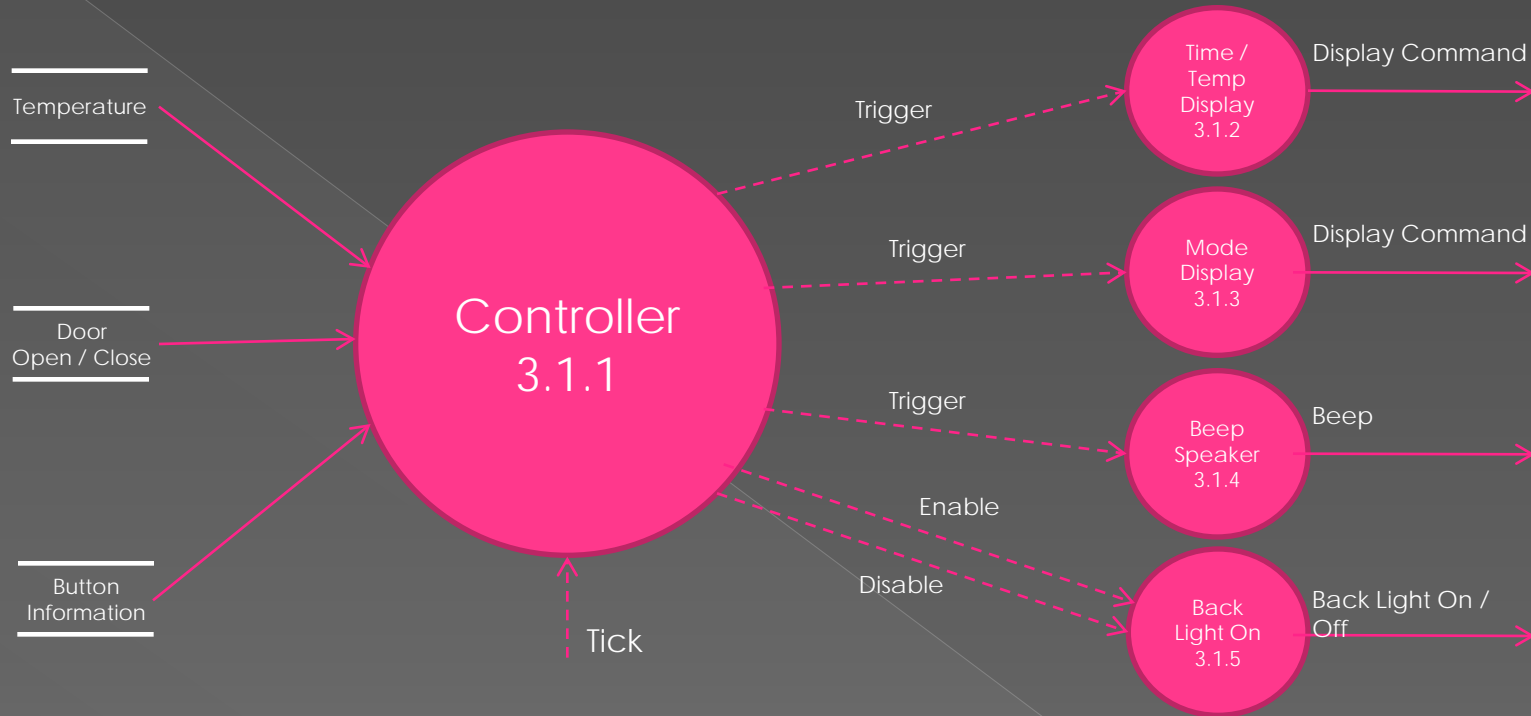 Temperature
Door
Open / Close
Button
Information
Controller
3.1.1
Tick
Trigger
Trigger
Trigger
Enable
Disable
Time /
Temp
Display
3.1.2
Display Command
Mode
Display
3.1.3
Display Command
Beep
Speaker
3.1.4
Beep
Back
Light On
3.1.5
Back Light On /
Off